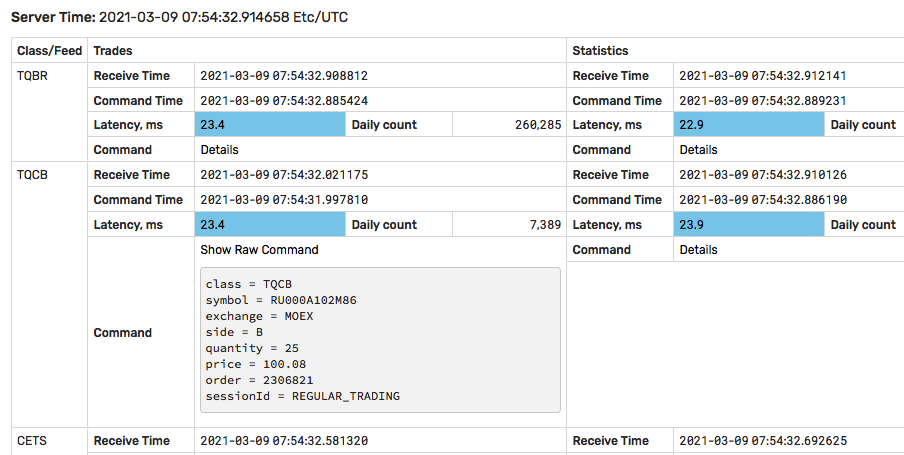 Server Time: 2021-03-09 07:54:32.914658 Etc/UTC
Class/Feed Trades Statistics
TQBR Receive Time 2021-03-09 07:54:32.908812 Receive Time 2021-03-09 07:54:32.912141
Command Time 2021-03-09 07:54:32.885424 Command Time 2021-03-09 07:54:32.889231
Latency, ms 23.4 Daily count 260,285 Latency, ms 22.9 Daily count
Command Details Command Details
TQCB Receive Time 2021-03-09 07:54:32.021175 Receive Time 2021-03-09 07:54:32.910126
Command Time 2021-03-09 07:54:31.997810 Command Time 2021-03-09 07:54:32.886190
Latency, ms 23.4 Daily count 7,389 Latency, ms 23.9 Daily count
Show Raw Command Command Details
class = TQCB
symbol = RU000A102M86
exchange = MOEX
side = B
Command
quantity = 25
price = 100.08
order = 2306821
sessionId = REGULAR_TRADING
CETS Receive Time 2021-03-09 07:54:32.581320 Receive Time 2021-03-09 07:54:32.692625